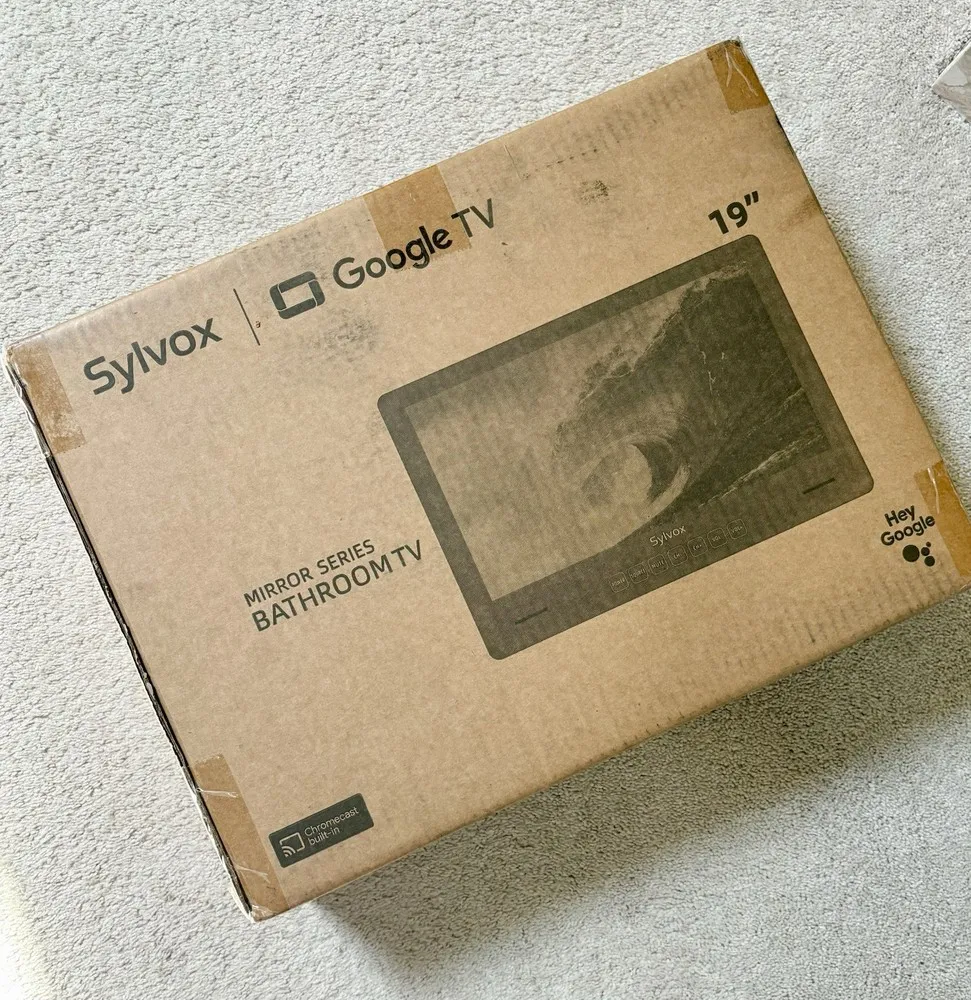 Sylvox | Google TV
19"
MIRROR SERIES
BATHROOM TV
Sylvox
Hey
Google
Chromecast
built-in